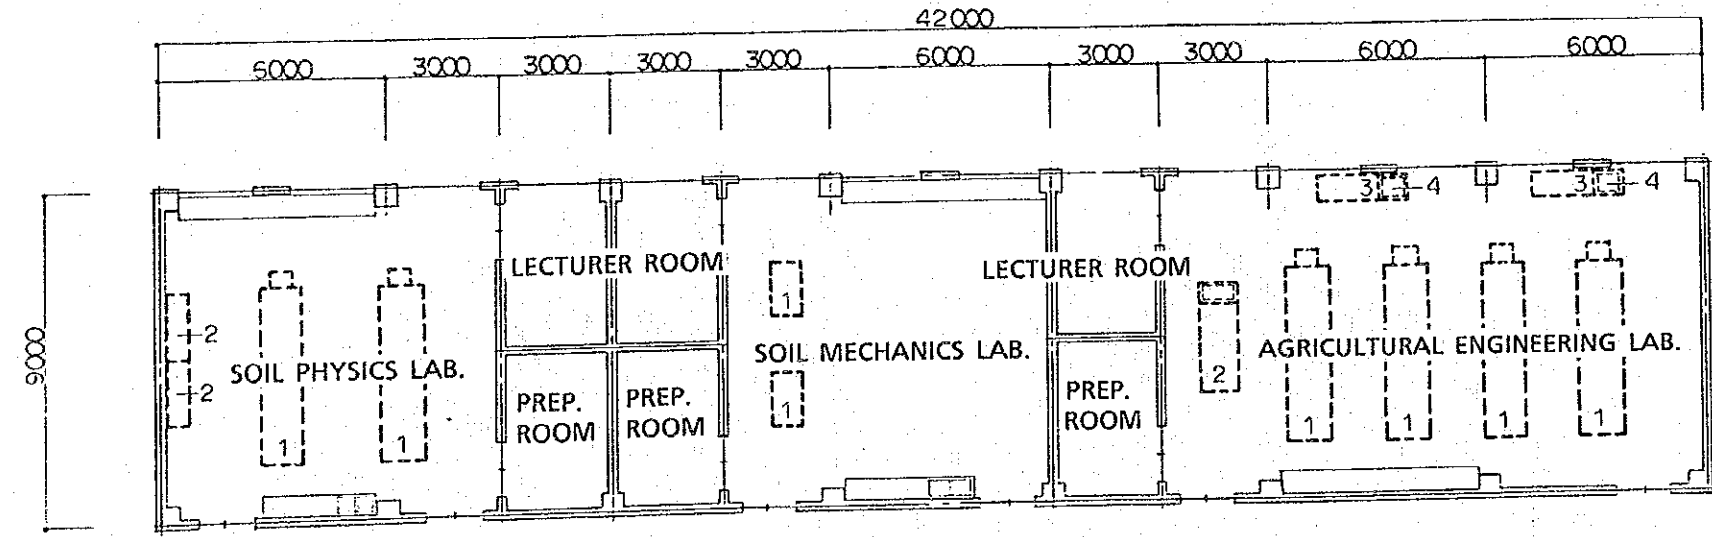 42000
6000 3000 3000 3000 3000 6000 3000 3000 6000 6000
9000
3 4 3 4
LECTURER ROOM LECTURER ROOM
1
2
SOIL PHYSICS LAB. SOIL MECHANICS LAB. AGRICULTURAL ENGINEERING LAB.
2 2
PREP. ROOM PREP. ROOM PREP. ROOM
1
1 1 1 1 1 1